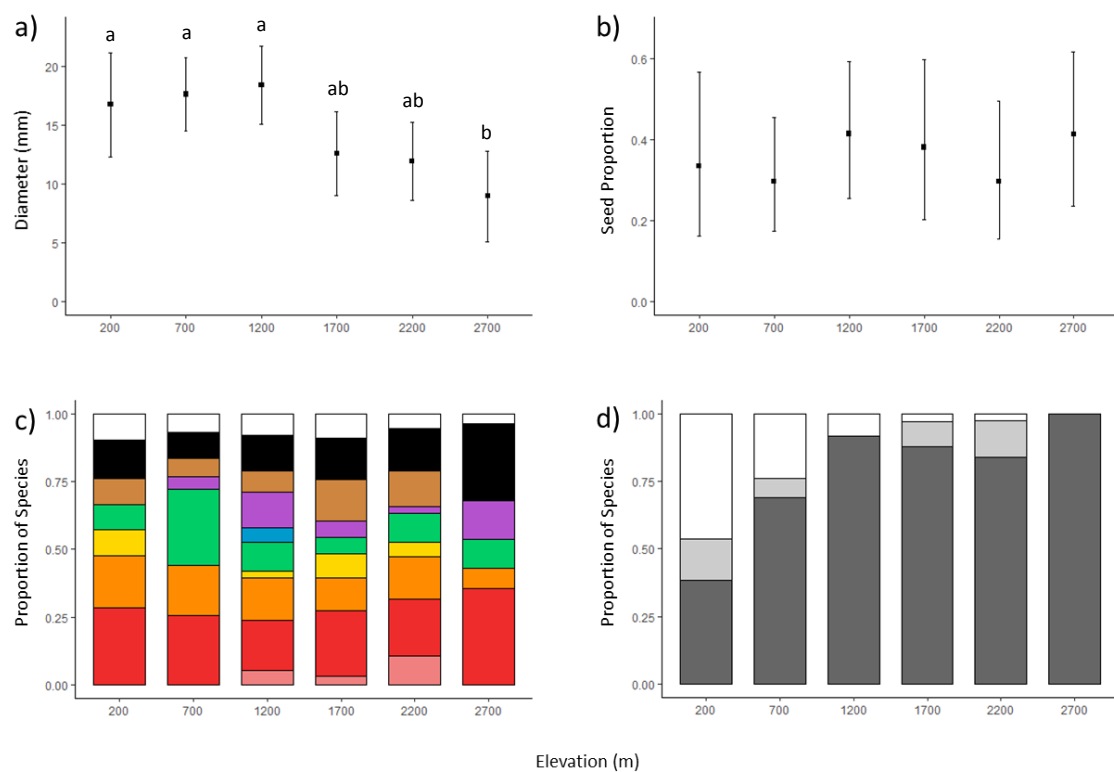 a)
a
a
a
ab
ab
b
20
15
10
5
0
Diameter (mm)
200 700 1200 1700 2200 2700
b)
0.6
0.4
0.2
0.0
Seed Proportion
200 700 1200 1700 2200 2700
c)
1.00
0.75
0.50
0.25
0.00
Proportion of Species
200 700 1200 1700 2200 2700
d)
1.00
0.75
0.50
0.25
0.00
Proportion of Species
200 700 1200 1700 2200 2700
Elevation (m)